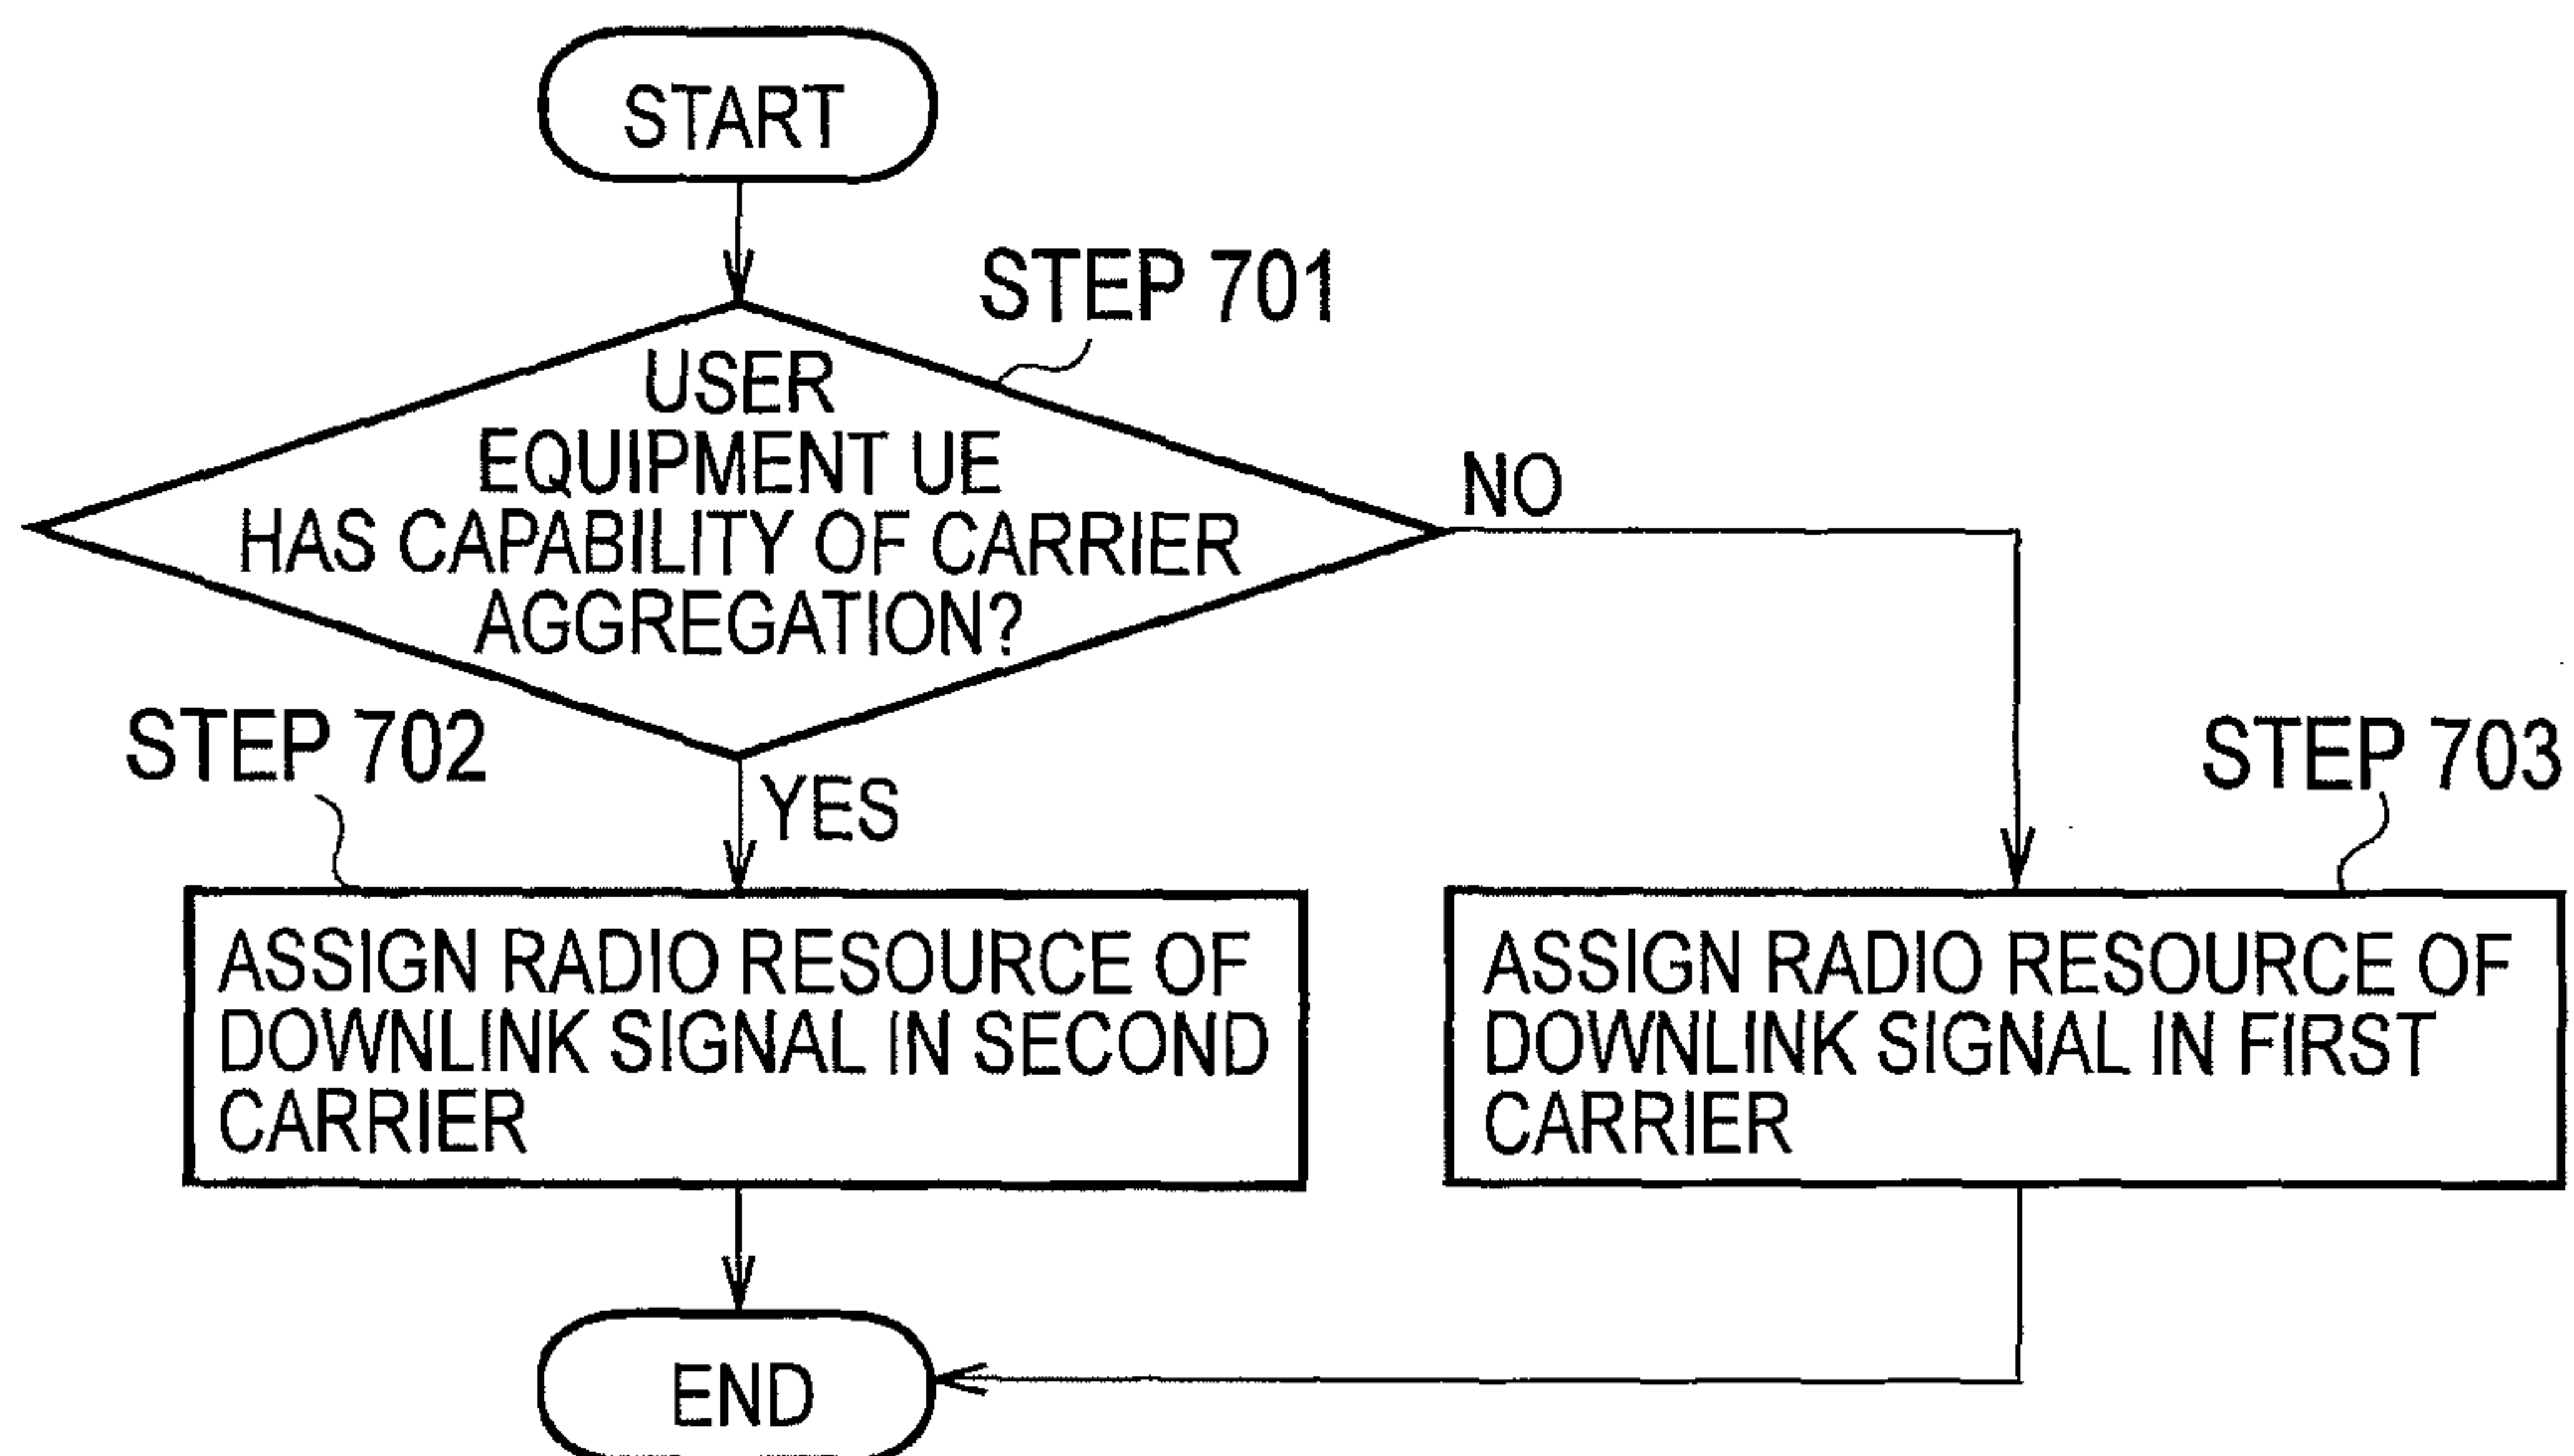 START
STEP 701
USER
EQUIPMENT UE
HAS CAPABILITY OF CARRIER
AGGREGATION?
NO
YES
STEP 702
ASSIGN RADIO RESOURCE OF
DOWNLINK SIGNAL IN SECOND
CARRIER
STEP 703
ASSIGN RADIO RESOURCE OF
DOWNLINK SIGNAL IN FIRST
CARRIER
END